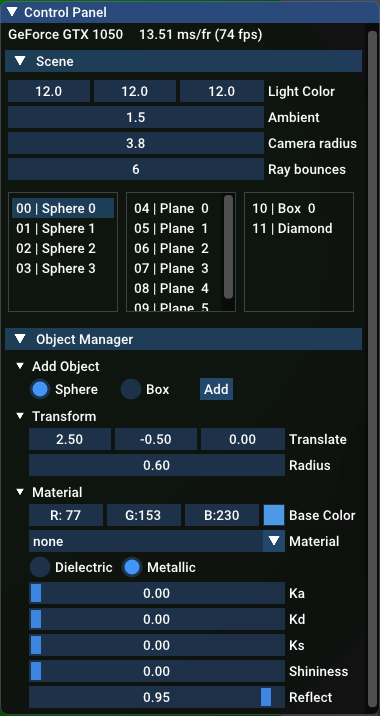 Control Panel
GeForce GTX 1050 13.51 ms/fr (74 fps)
Scene
12.0 12.0 12.0 Light Color
1.5 Ambient
3.8 Camera radius
6 Ray bounces
00 | Sphere 0
01 | Sphere 1
02 | Sphere 2
03 | Sphere 3
04 | Plane 0
05 | Plane 1
06 | Plane 2
07 | Plane 3
08 | Plane 4
09 | Plane 5
10 | Box 0
11 | Diamond
Object Manager
Add Object
Sphere Box Add
Transform
2.50 -0.50 0.00 Translate
0.60 Radius
Material
R: 77 G:153 B:230 Base Color
none Material
Dielectric Metallic
0.00 Ka
0.00 Kd
0.00 Ks
0.00 Shininess
0.95 Reflect